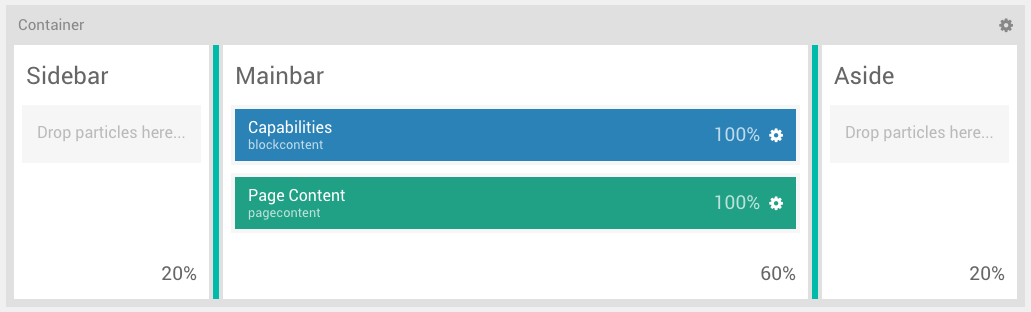 Container
Sidebar
Drop particles here...
20%
Mainbar
Capabilities
blockcontent
100%
Page Content
pagecontent
100%
60%
Aside
Drop particles here...
20%